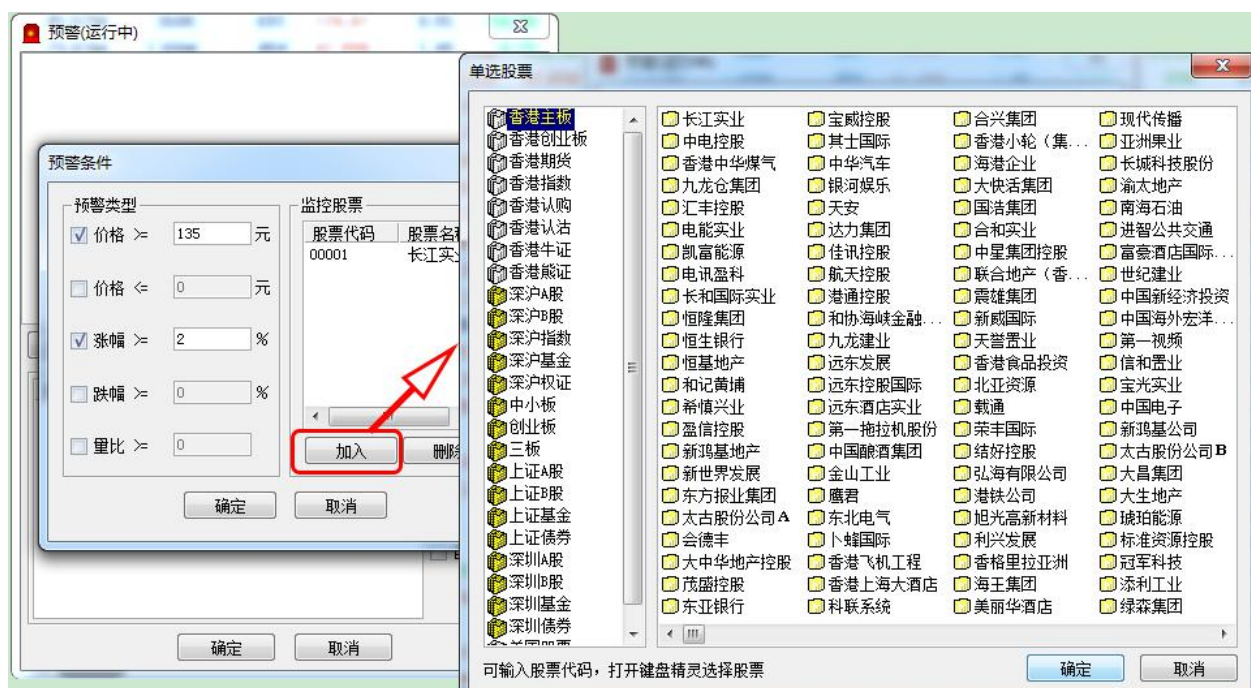 预警(运行中)
预警条件
预警类型
价格 >= 135 元
价格 <= 0 元
涨幅 >= 2 %
跌幅 >= 0 %
量比 >= 0
监控股票
股票代码 股票名
00001 长江实
加入 删除
确定 取消
确定 取消
单选股票
香港主板
香港创业板
香港期货
香港指数
香港认购
香港认沽
香港牛证
香港熊证
深沪A股
深沪B股
深沪指数
深沪基金
深沪权证
中小板
创业板
三板
上证A股
上证B股
上证基金
上证债券
深圳A股
深圳B股
深圳基金
深圳债券
长江实业 宝威控股 合兴集团 现代传播
中电控股 其士国际 香港小轮（集... 亚洲果业
香港中华煤气 中华汽车 海港企业 长城科技股份
九龙仓集团 银河娱乐 大快活集团 渝太地产
汇丰控股 天安 国浩集团 南海石油
电能实业 达力集团 合和实业 进智公共交通
凯富能源 佳讯控股 中星集团控股 富豪酒店国际...
电讯盈科 航天控股 联合地产（香... 世纪建业
长和国际实业 港通控股 震雄集团 中国新经济投资
恒隆集团 和协海峡金融... 新威国际 中国海外宏洋...
恒生银行 九龙建业 天誉置业 第一视频
恒基地产 远东发展 香港食品投资 信和置业
和记黄埔 远东控股国际 北亚资源 宝光实业
希慎兴业 远东酒店实业 载通 中国电子
盈信控股 第一拖拉机股份 荣丰国际 新鸿基公司
新鸿基地产 中国酿酒集团 结好控股 太古股份公司B
新世界发展 金山工业 弘海有限公司 大昌集团
东方报业集团 鹰君 港铁公司 大生地产
太古股份公司A 东北电气 旭光高新材料 琥珀能源
会德丰 卜蜂国际 利兴发展 标准资源控股
大中华地产控股 香港飞机工程 香格里拉亚洲 冠军科技
茂盛控股 香港上海大酒店 海王集团 添利工业
东亚银行 科联系统 美丽华酒店 绿森集团
可输入股票代码，打开键盘精灵选择股票
确定 取消